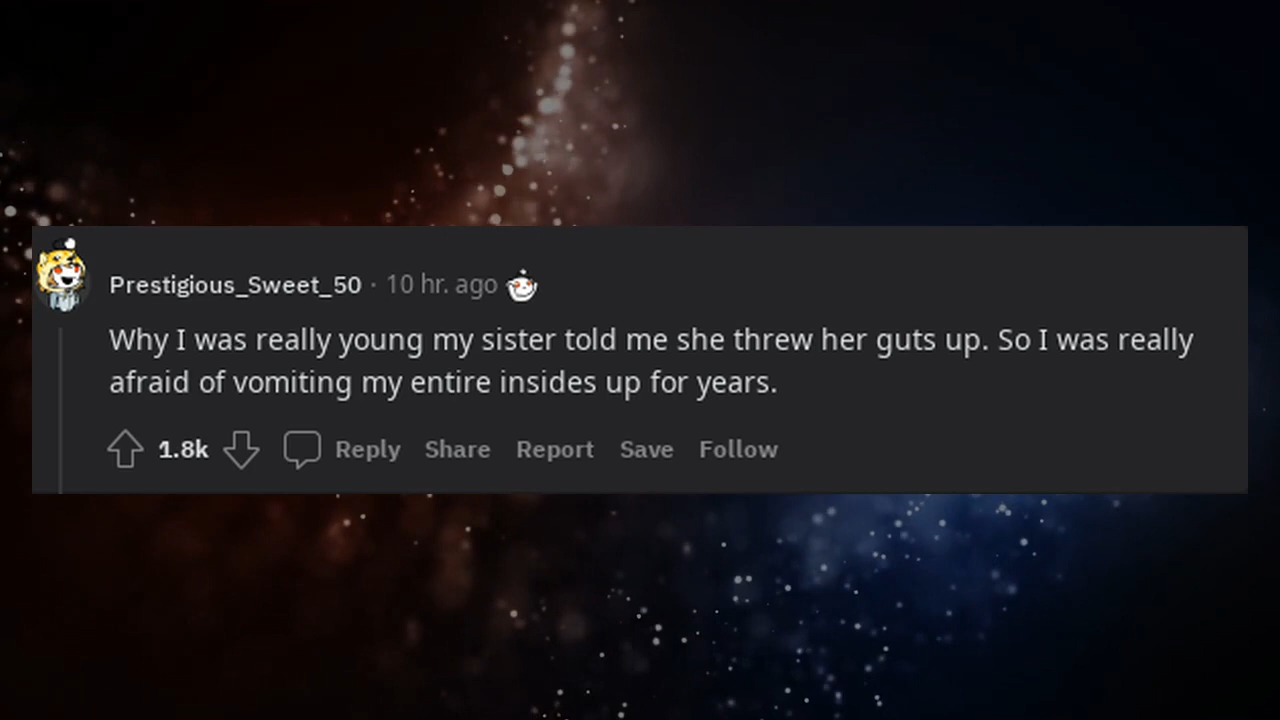 Prestigious_Sweet_50 · 10 hr. ago
Why I was really young my sister told me she threw her guts up. So I was really
afraid of vomiting my entire insides up for years.
1.8k Reply Share Report Save Follow